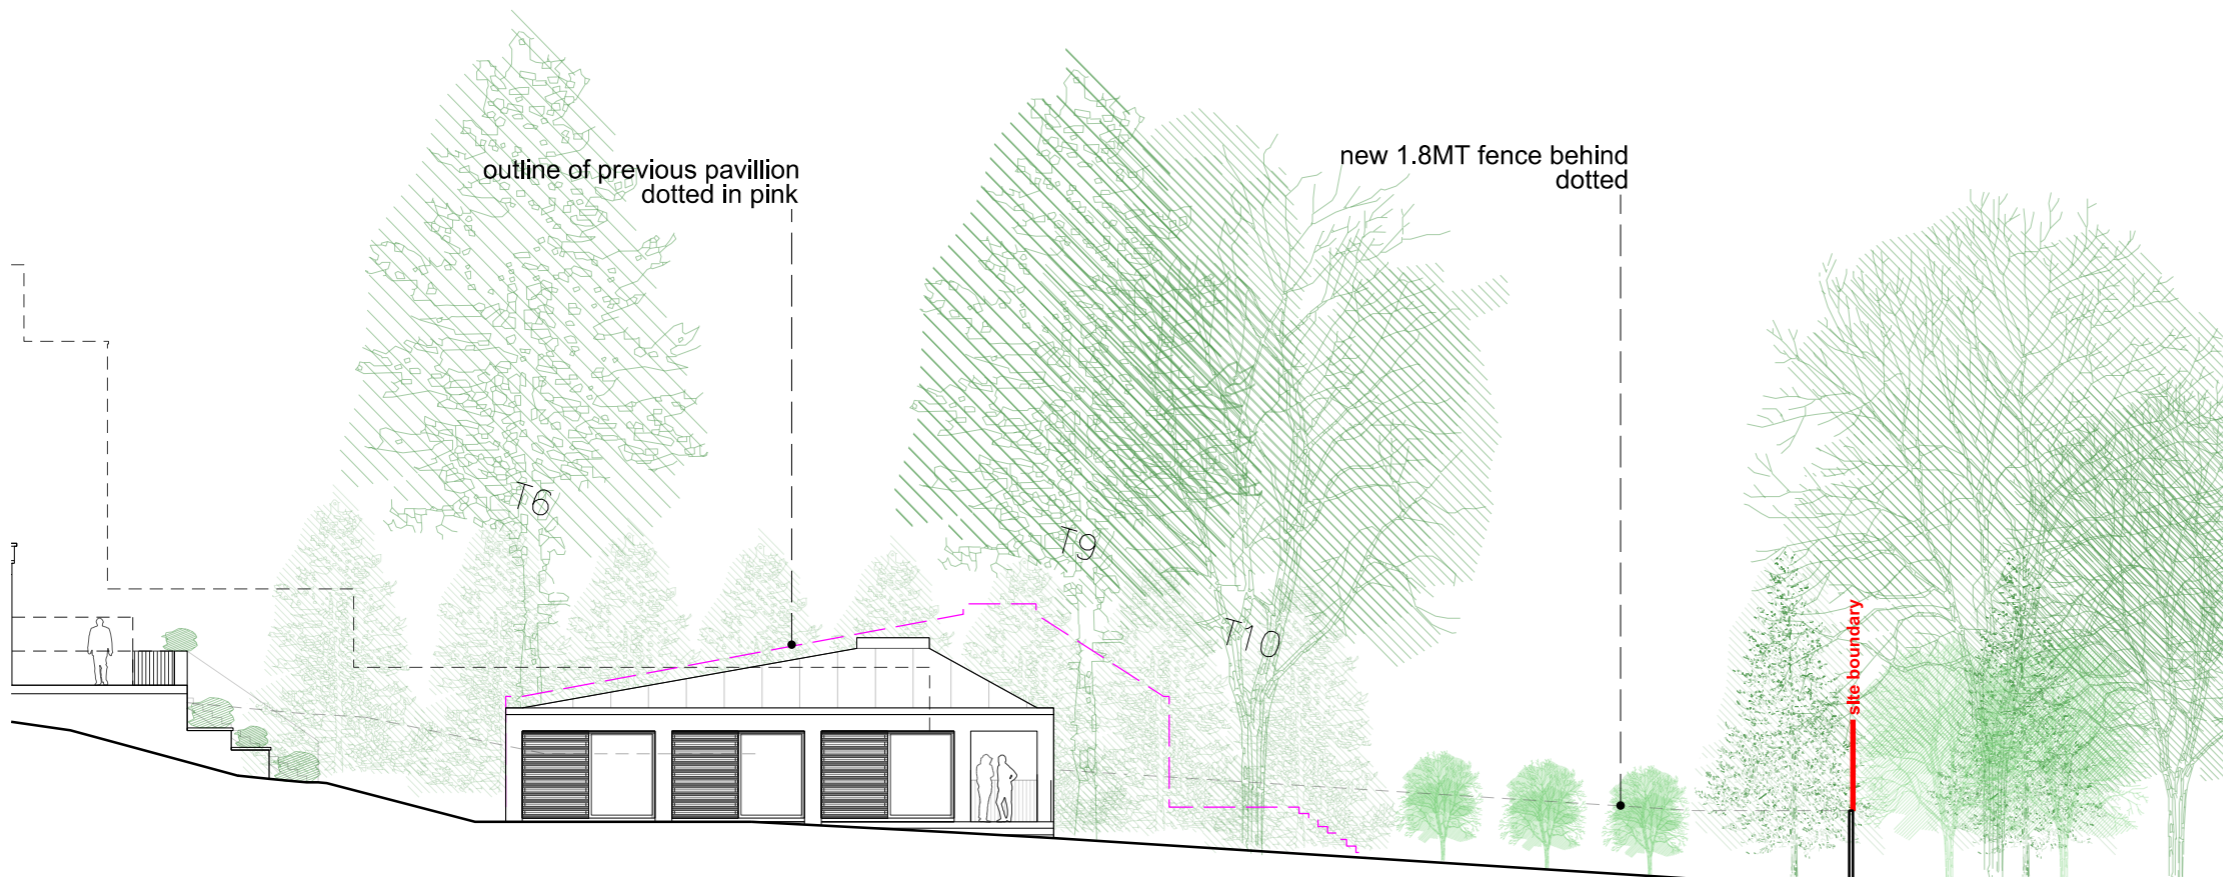 outline of previous pavillion
dotted in pink
new 1.8MT fence behind
dotted
T6
T9
T10
site boundary